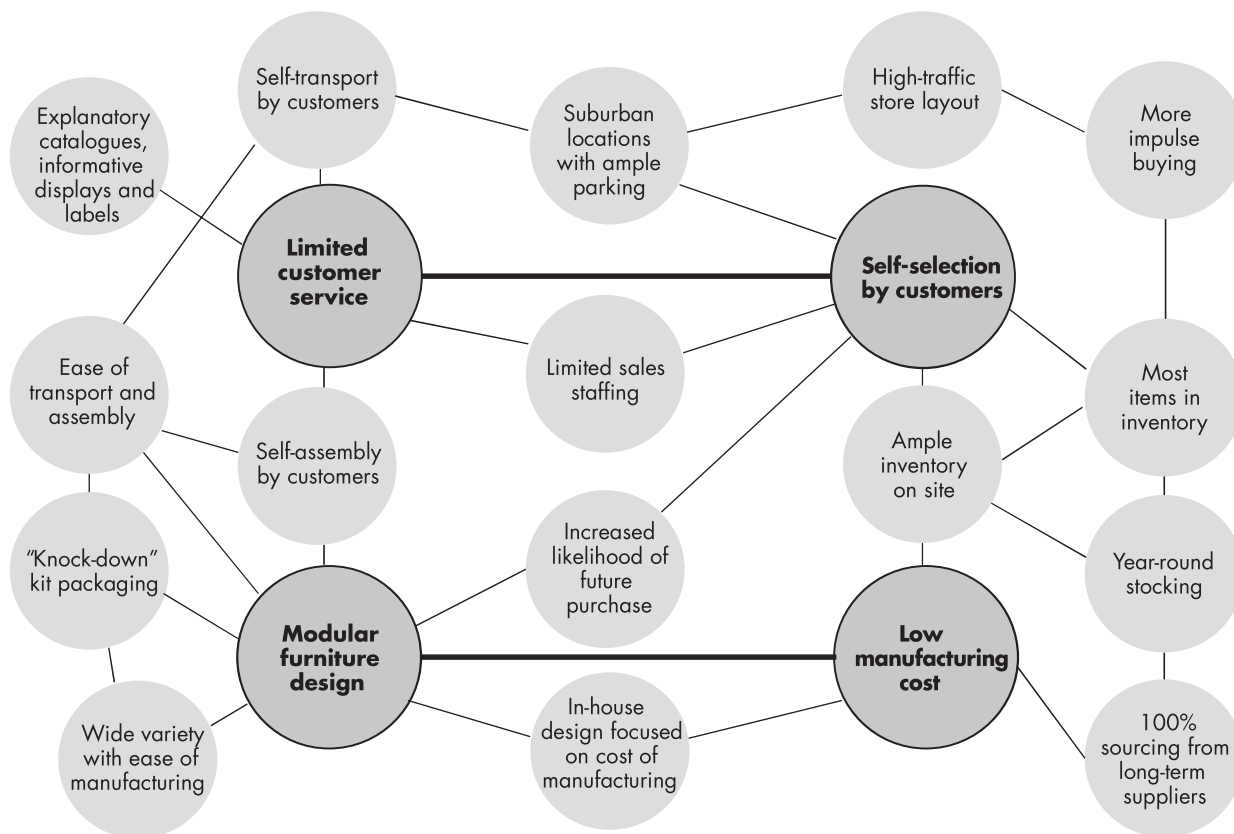 Self-transport
by customers
High-traffic
store layout
Explanatory
catalogues,
informative
displays and
labels
Suburban
locations
with ample
parking
More
impulse
buying
Limited
customer
service
Self-selection
by customers
Ease of
transport and
assembly
Limited sales
staffing
Most
items in
inventory
Self-assembly
by customers
Ample
inventory
on site
“Knock-down”
kit packaging
Increased
likelihood of
future
purchase
Year-round
stocking
Modular
furniture
design
Low
manufacturing
cost
Wide variety
with ease of
manufacturing
In-house
design focused
on cost of
manufacturing
100%
sourcing from
long-term
suppliers